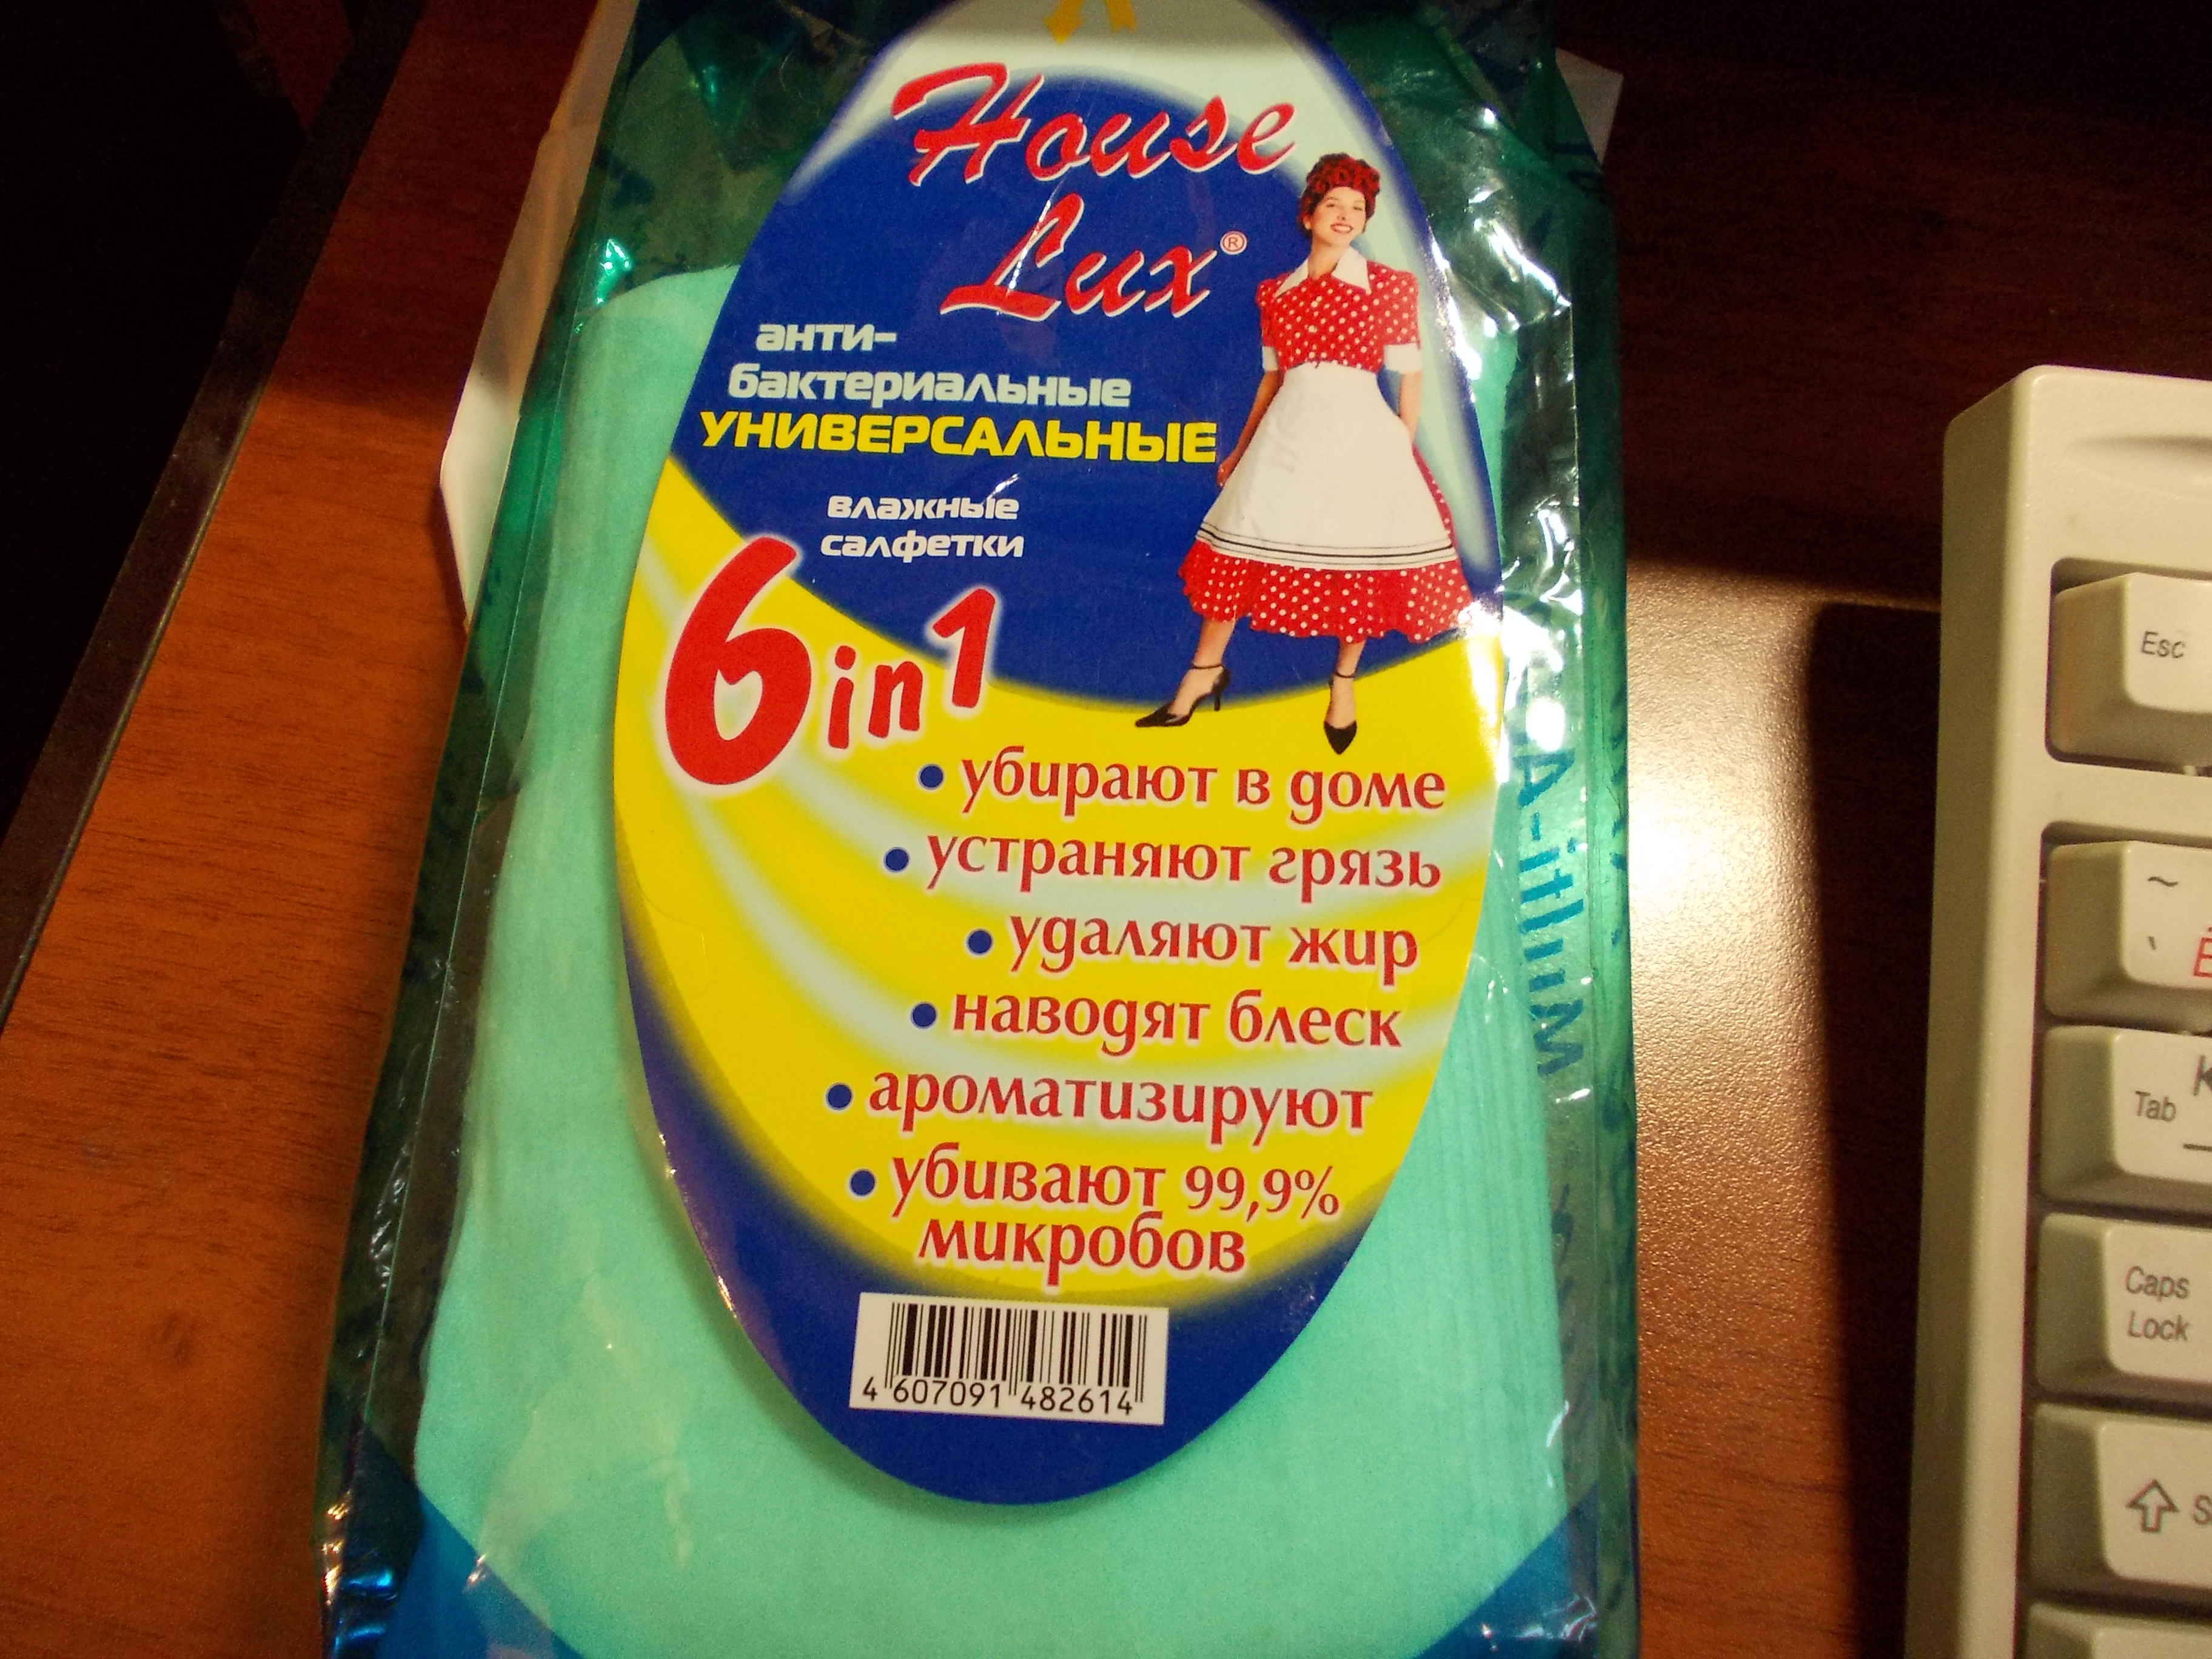 House
Lux®
анти-
бактериальные
УНИВЕРСАЛЬНЫЕ
влажные
салфетки
6 in 1
• убирают в доме
• устраняют грязь
• удаляют жир
• наводят блеск
• ароматизируют
• убивают 99,9%
микробов
4 607091 482614
Esc
~
`
Tab
Caps
Lock